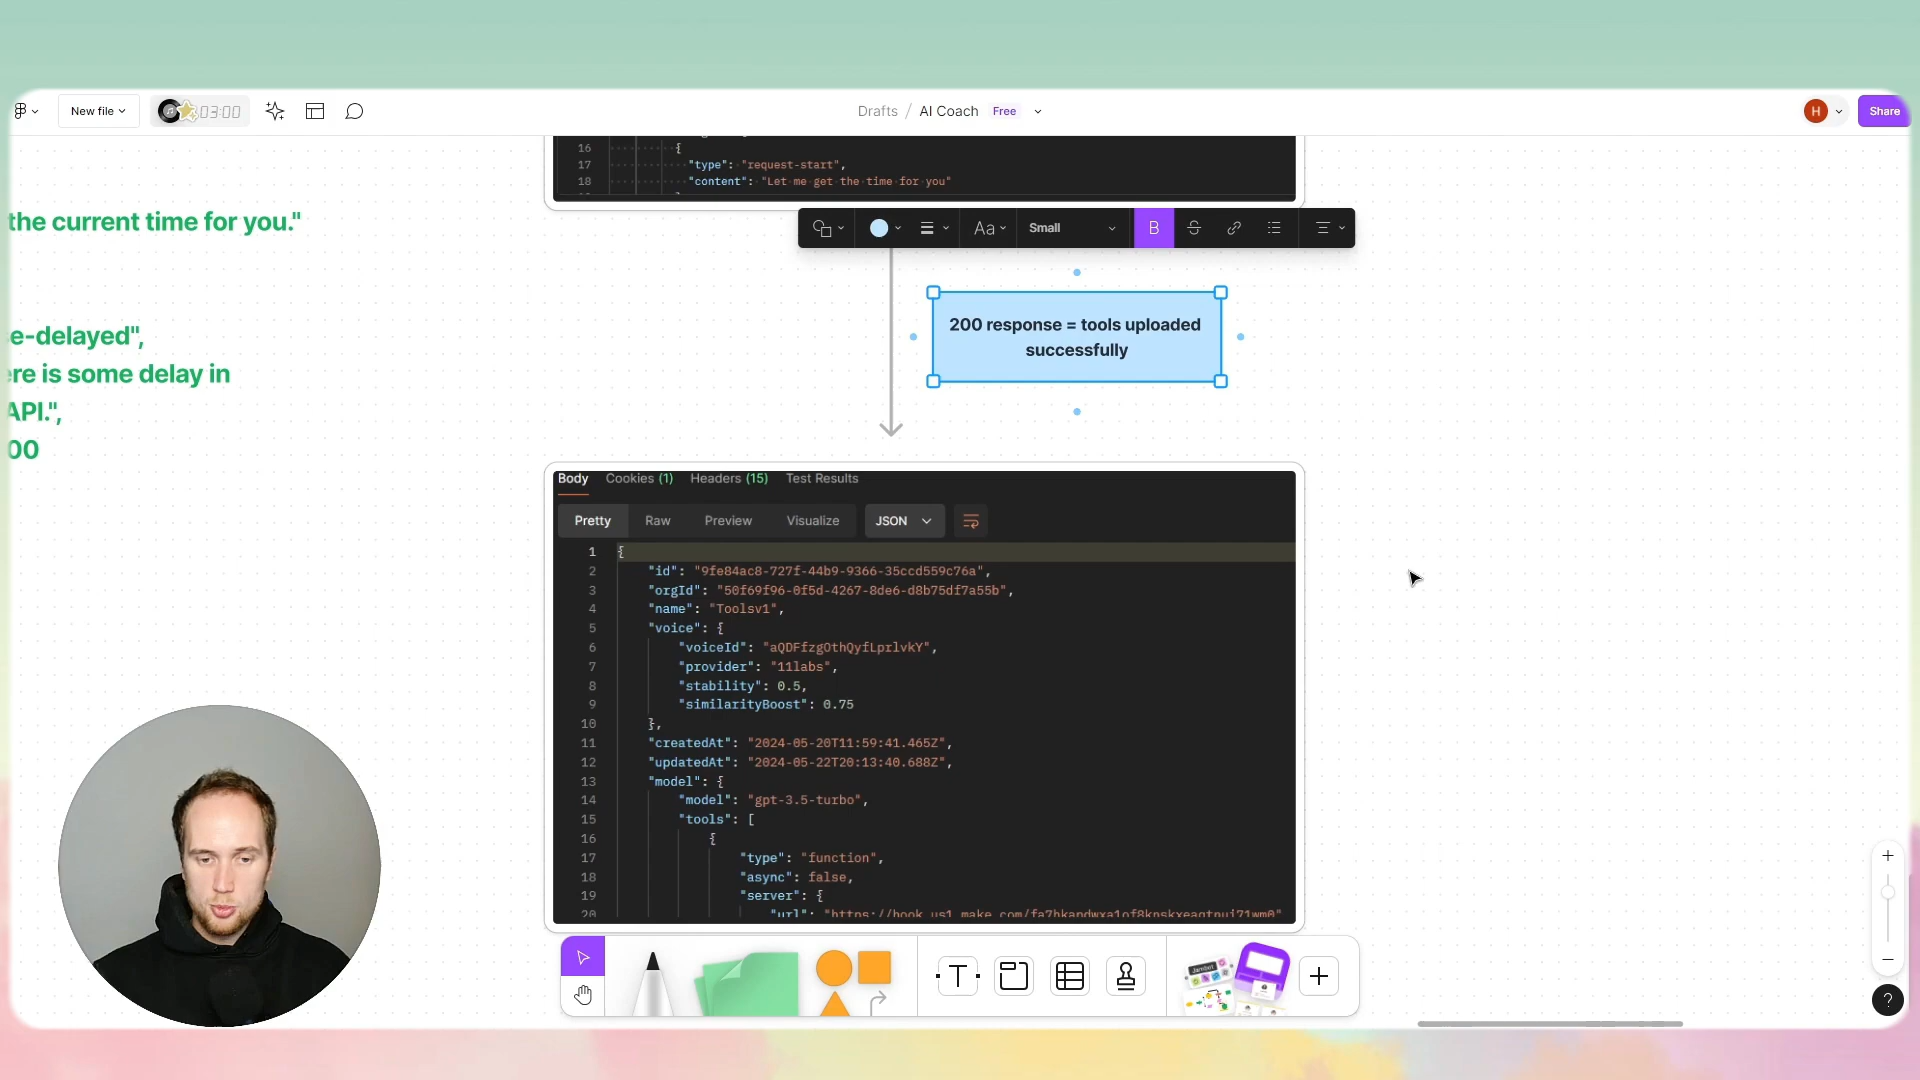 New file
03:00
Drafts / AI Coach Free
H
Share
16 {
17 "type": "request-start",
18 "content": "Let me get the time for you"
the current time for you."
Aa
Small
B
S
200 response = tools uploaded
successfully
e-delayed",
ere is some delay in
API.",
00
Body Cookies (1) Headers (15) Test Results
Pretty Raw Preview Visualize JSON
1 {
2 "id": "9fe84ac8-727f-44b9-9366-35ccd559c76a",
3 "orgId": "50f69f96-0f5d-4267-8de6-d8b75df7a55b",
4 "name": "Toolsv1",
5 "voice": {
6 "voiceId": "aQDFfzgOthQyfLprlvkY",
7 "provider": "11labs",
8 "stability": 0.5,
9 "similarityBoost": 0.75
10 },
11 "createdAt": "2024-05-20T11:59:41.465Z",
12 "updatedAt": "2024-05-22T20:13:40.688Z",
13 "model": {
14 "model": "gpt-3.5-turbo",
15 "tools": [
16 {
17 "type": "function",
18 "async": false,
19 "server": {
20 "url":
T
?